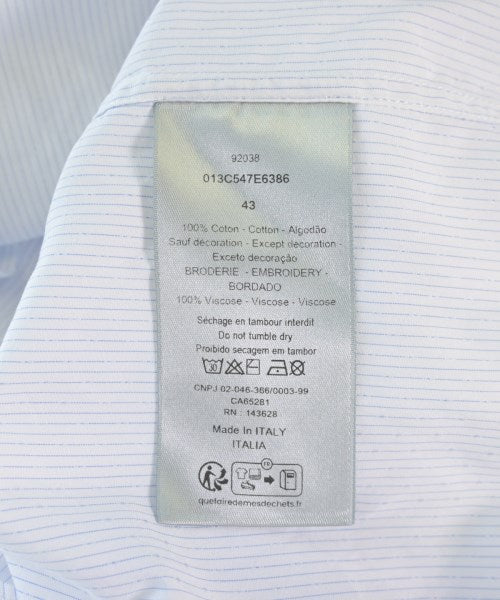 92038
013C547E6386
43
100% Coton - Cotton - Algodão
Sauf décoration - Except decoration -
Exceto decoração
BRODERIE - EMBROIDERY -
BORDADO
100% Viscose - Viscose - Viscose
Séchage en tambour interdit
Do not tumble dry
Proibido secagem em tambor
30
CNPJ 02-046-366/0003-99
CA65281
RN : 143628
Made In ITALY
ITALIA
FR
quefairedemesdechets.fr